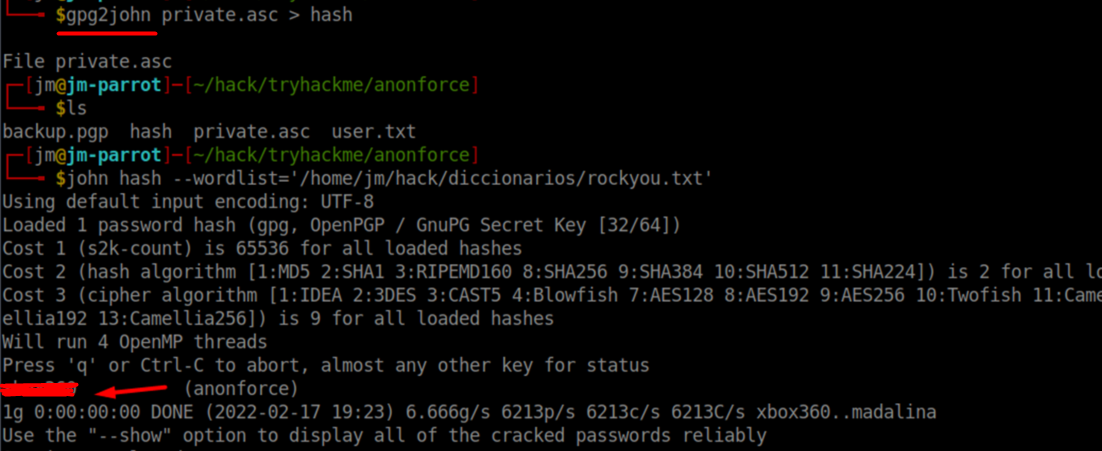 $gpg2john private.asc > hash
File private.asc
[jm@jm-parrot]-[~/hack/tryhackme/anonforce]
$ls
backup.pgp hash private.asc user.txt
[jm@jm-parrot]-[~/hack/tryhackme/anonforce]
$john hash --wordlist='/home/jm/hack/diccionarios/rockyou.txt'
Using default input encoding: UTF-8
Loaded 1 password hash (gpg, OpenPGP / GnuPG Secret Key [32/64])
Cost 1 (s2k-count) is 65536 for all loaded hashes
Cost 2 (hash algorithm [1:MD5 2:SHA1 3:RIPEMD160 8:SHA256 9:SHA384 10:SHA512 11:SHA224]) is 2 for all lo
Cost 3 (cipher algorithm [1:IDEA 2:3DES 3:CAST5 4:Blowfish 7:AES128 8:AES192 9:AES256 10:Twofish 11:Came
ellia192 13:Camellia256]) is 9 for all loaded hashes
Will run 4 OpenMP threads
Press 'q' or Ctrl-C to abort, almost any other key for status
(anonforce)
1g 0:00:00:00 DONE (2022-02-17 19:23) 6.666g/s 6213p/s 6213c/s 6213C/s xbox360..madalina
Use the "--show" option to display all of the cracked passwords reliably